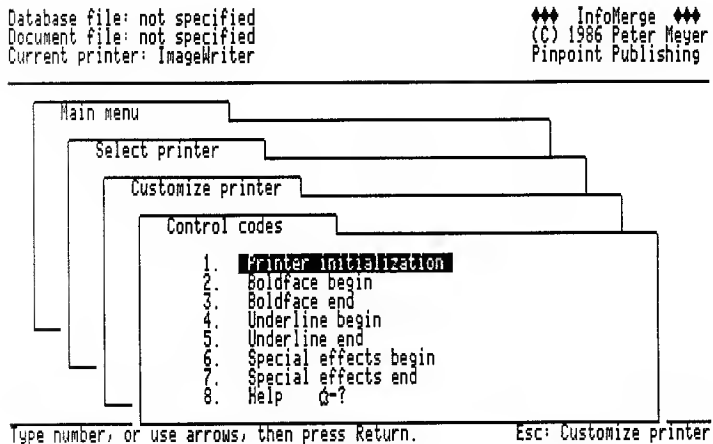 Database file: not specified
Document file: not specified
Current printer: ImageWriter
♦♦♦ InfoMerge ♦♦♦
(C) 1986 Peter Meyer
Pinpoint Publishing
Main menu
Select printer
Customize printer
Control codes
1. Printer initialization
2. Boldface begin
3. Boldface end
4. Underline begin
5. Underline end
6. Special effects begin
7. Special effects end
8. Help -?
Type number, or use arrows, then press Return.
Esc: Customize printer